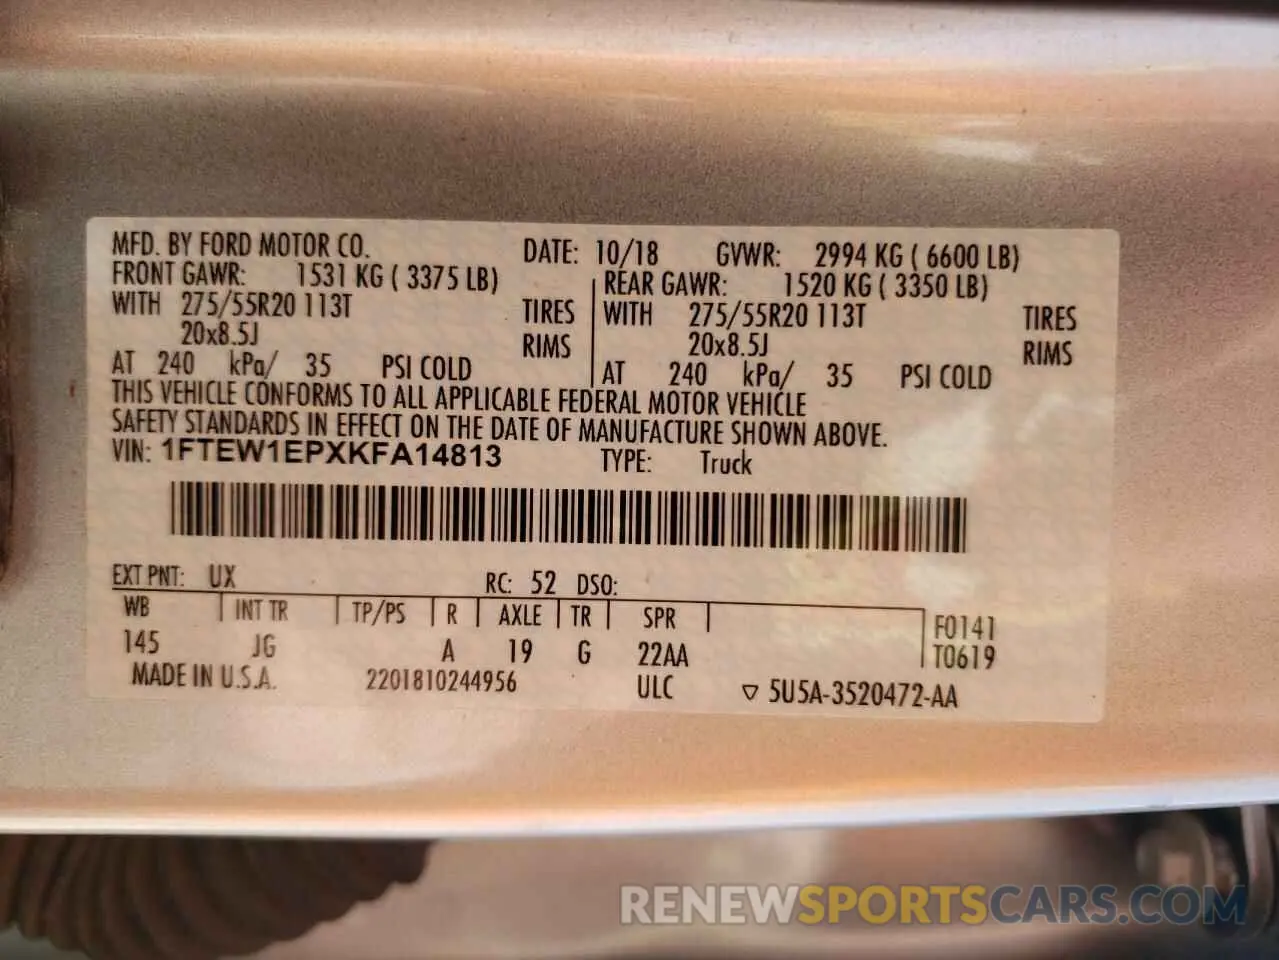 MFD. BY FORD MOTOR CO. DATE: 10/18 GVWR: 2994 KG ( 6600 LB)
FRONT GAWR: 1531 KG ( 3375 LB) REAR GAWR: 1520 KG ( 3350 LB)
WITH 275/55R20 113T TIRES WITH 275/55R20 113T TIRES
20x8.5J RIMS 20x8.5J RIMS
AT 240 kPa/ 35 PSI COLD AT 240 kPa/ 35 PSI COLD
THIS VEHICLE CONFORMS TO ALL APPLICABLE FEDERAL MOTOR VEHICLE
SAFETY STANDARDS IN EFFECT ON THE DATE OF MANUFACTURE SHOWN ABOVE.
VIN: 1FTEW1EPXKFA14813 TYPE: Truck
EXT PNT: UX RC: 52 DSO:
WB INT TR TP/PS R AXLE TR SPR F0141
145 JG A 19 G 22AA T0619
MADE IN U.S.A. 2201810244956 ULC ▽ 5U5A-3520472-AA
RENEWSPORTSCARS.COM